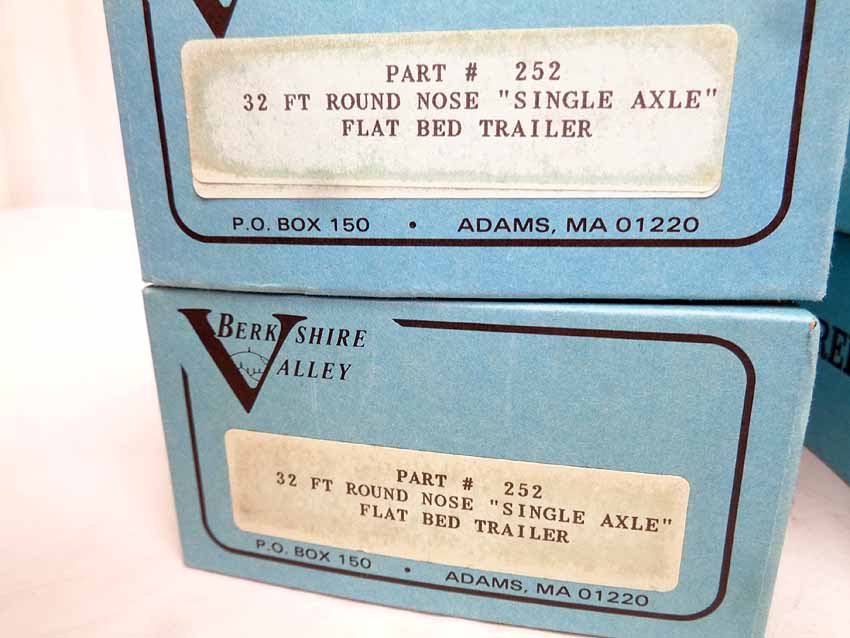 PART # 252
32 FT ROUND NOSE "SINGLE AXLE"
FLAT BED TRAILER
P.O. BOX 150 • ADAMS, MA 01220
BERKSHIRE
VALLEY
PART # 252
32 FT ROUND NOSE "SINGLE AXLE"
FLAT BED TRAILER
P.O. BOX 150 • ADAMS, MA 01220